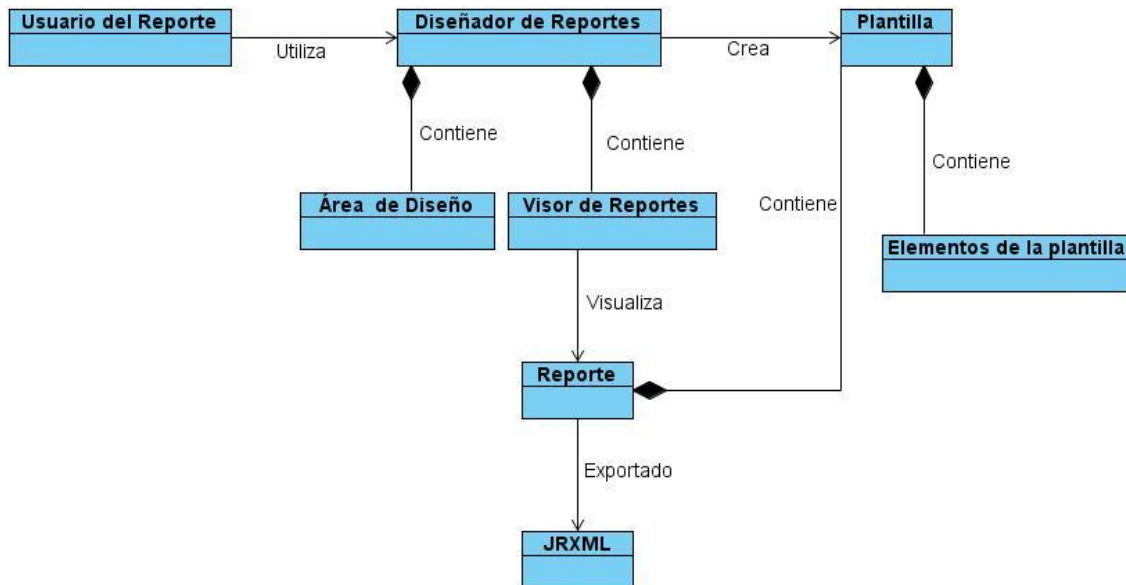 Usuario del Reporte
Diseñador de Reportes
Plantilla
Utiliza
Crea
Contiene
Contiene
Contiene
Contiene
Área  de Diseño
Visor de Reportes
Elementos de la plantilla
Visualiza
Reporte
Exportado
JRXML